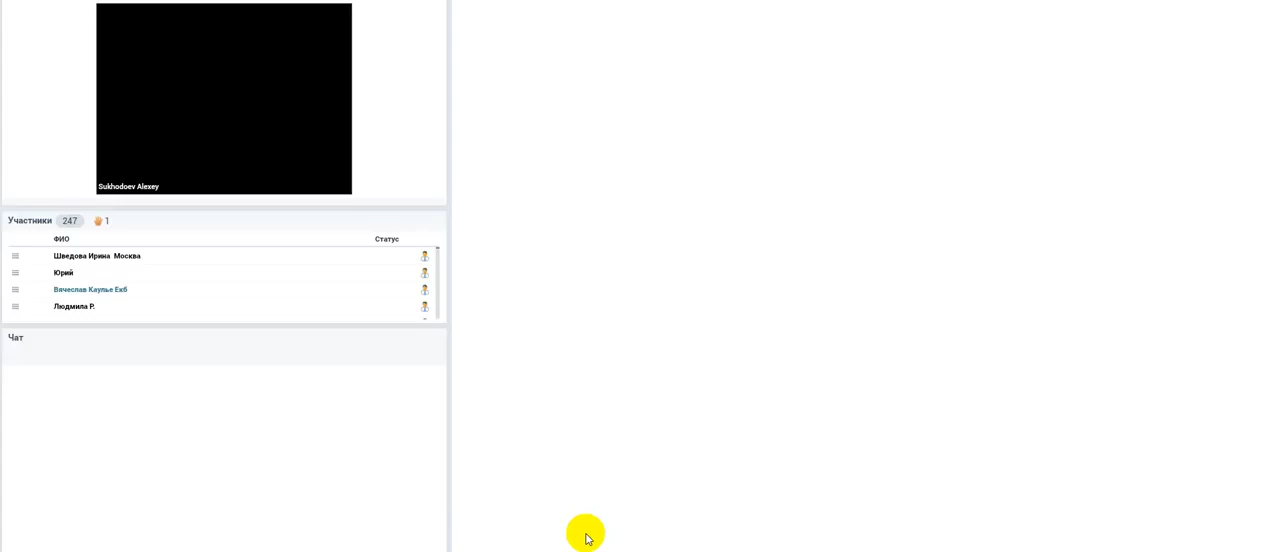 Sukhodoev Alexey
Участники 247 1
ФИО Статус
Шведова Ирина Москва
Юрий
Вячеслав Каулье Екб
Людмила Р.
Чат